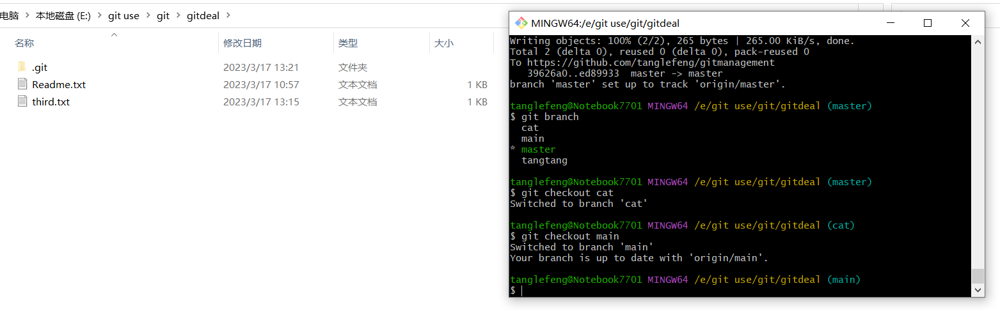 电脑 > 本地磁盘 (E:) > git use > git > gitdeal >
名称 修改日期 类型 大小
.git 2023/3/17 13:21 文件夹
Readme.txt 2023/3/17 10:57 文本文档 1 KB
third.txt 2023/3/17 13:15 文本文档 1 KB
MINGW64:/e/git use/git/gitdeal
Writing objects: 100% (2/2), 265 bytes | 265.00 KiB/s, done.
Total 2 (delta 0), reused 0 (delta 0), pack-reused 0
To https://github.com/tanglefeng/gitmanagement
   39626a0..ed89933  master -> master
branch 'master' set up to track 'origin/master'.
tanglefeng@Notebook7701 MINGW64 /e/git use/git/gitdeal (master)
$ git branch
  cat
  main
* master
  tangtang
tanglefeng@Notebook7701 MINGW64 /e/git use/git/gitdeal (master)
$ git checkout cat
Switched to branch 'cat'
tanglefeng@Notebook7701 MINGW64 /e/git use/git/gitdeal (cat)
$ git checkout main
Switched to branch 'main'
Your branch is up to date with 'origin/main'.
tanglefeng@Notebook7701 MINGW64 /e/git use/git/gitdeal (main)
$